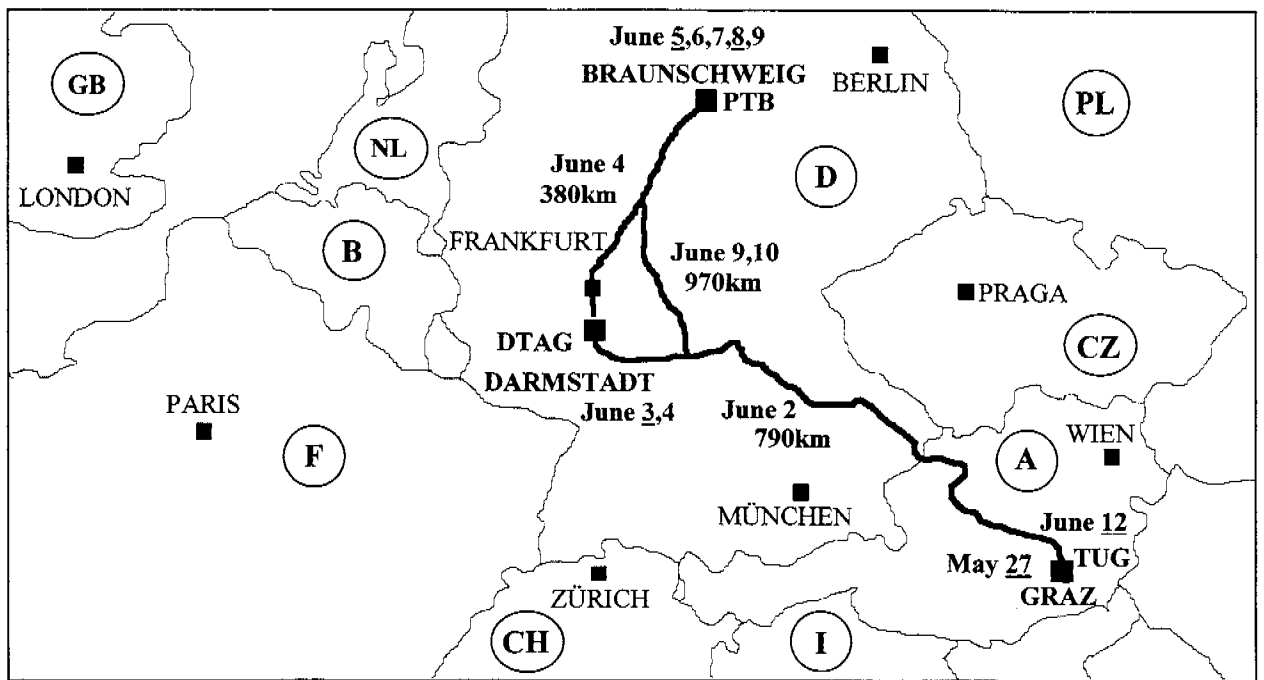 June 5,6,7,8,9
BRAUNSCHWEIG
PTB
BERLIN
GB
PL
NL
LONDON
June 4
380km
D
FRANKFURT
B
June 9,10
970km
PRAGA
DTAG
CZ
DARMSTADT
June 3,4
PARIS
June 2
790km
F
A
WIEN
MÜNCHEN
June 12
May 27
TUG
GRAZ
ZÜRICH
CH
I